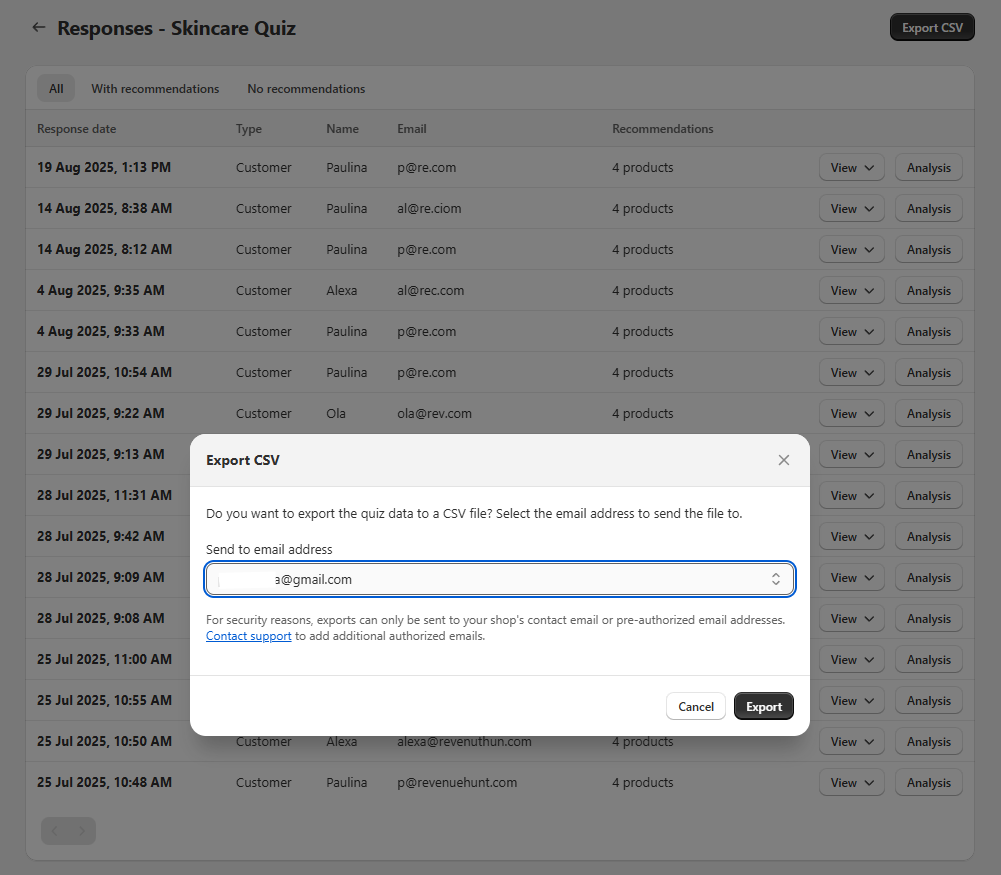 Responses - Skincare Quiz
Export CSV
All With recommendations No recommendations
Response date Type Name Email Recommendations
19 Aug 2025, 1:13 PM Customer Paulina p@re.com 4 products View Analysis
14 Aug 2025, 8:38 AM Customer Paulina al@re.ciom 4 products View Analysis
14 Aug 2025, 8:12 AM Customer Paulina p@re.com 4 products View Analysis
4 Aug 2025, 9:35 AM Customer Alexa al@rec.com 4 products View Analysis
4 Aug 2025, 9:33 AM Customer Paulina p@re.com 4 products View Analysis
29 Jul 2025, 10:54 AM Customer Paulina p@re.com 4 products View Analysis
29 Jul 2025, 9:22 AM Customer Ola ola@rev.com 4 products View Analysis
29 Jul 2025, 9:13 AM View Analysis
28 Jul 2025, 11:31 AM View Analysis
28 Jul 2025, 9:42 AM View Analysis
28 Jul 2025, 9:09 AM View Analysis
28 Jul 2025, 9:08 AM View Analysis
25 Jul 2025, 11:00 AM View Analysis
25 Jul 2025, 10:55 AM View Analysis
25 Jul 2025, 10:50 AM Customer Alexa alexa@revenuthun.com 4 products View Analysis
25 Jul 2025, 10:48 AM Customer Paulina p@revenuehunt.com 4 products View Analysis
Export CSV
Do you want to export the quiz data to a CSV file? Select the email address to send the file to.
Send to email address
a@gmail.com
For security reasons, exports can only be sent to your shop's contact email or pre-authorized email addresses.
Contact support to add additional authorized emails.
Cancel Export